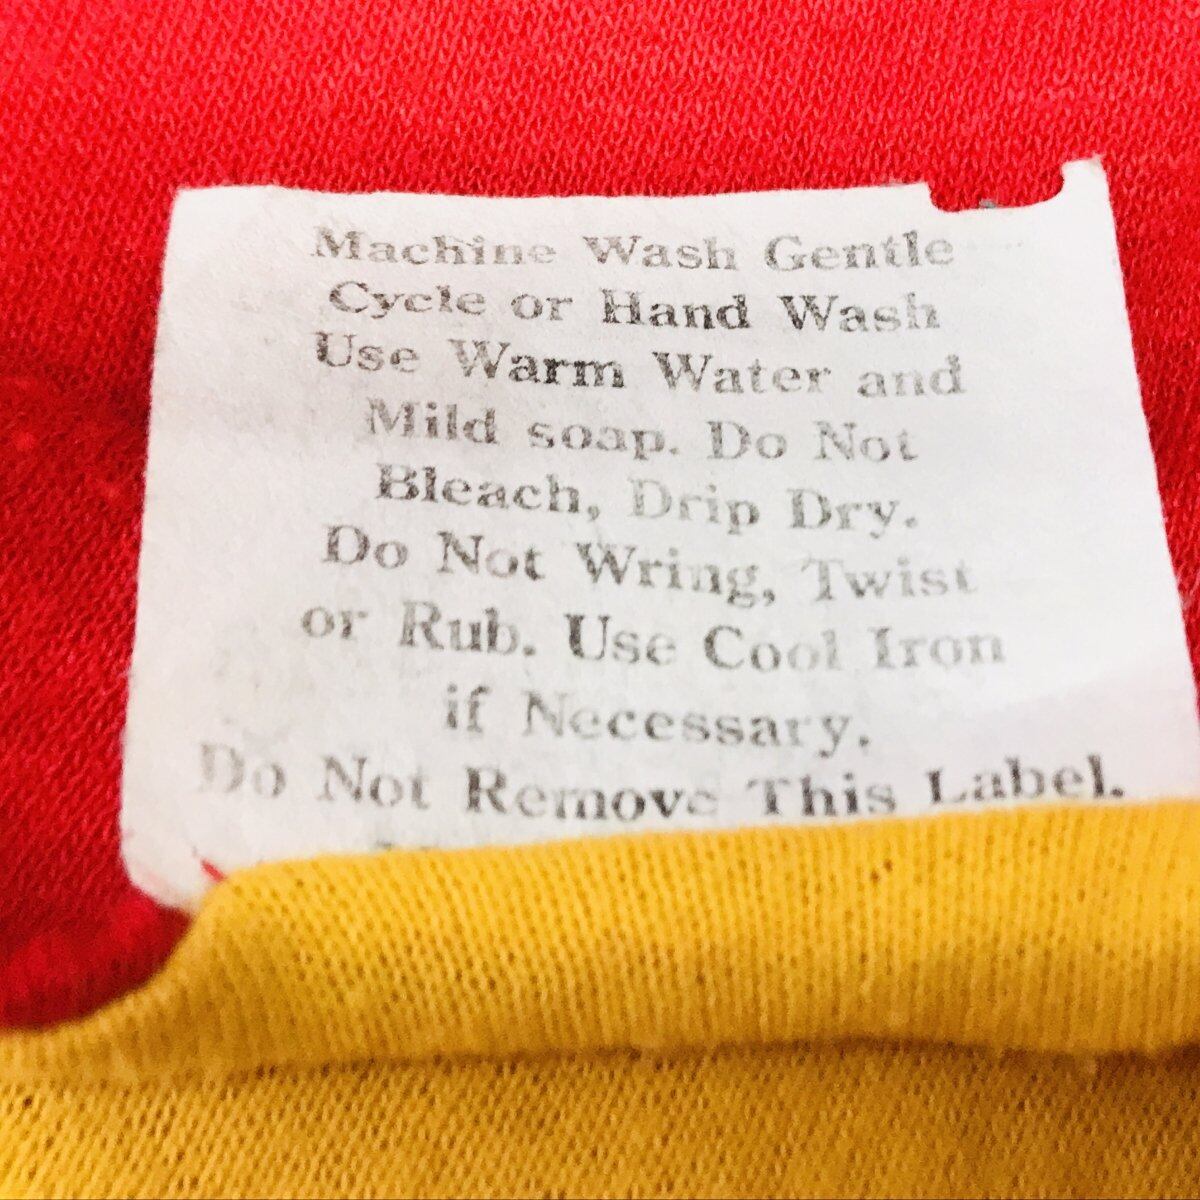 Machine Wash Gentle
Cycle or Hand Wash
Use Warm Water and
Mild soap. Do Not
Bleach, Drip Dry.
Do Not Wring, Twist
or Rub. Use Cool Iron
if Necessary.
Do Not Remove This Label.